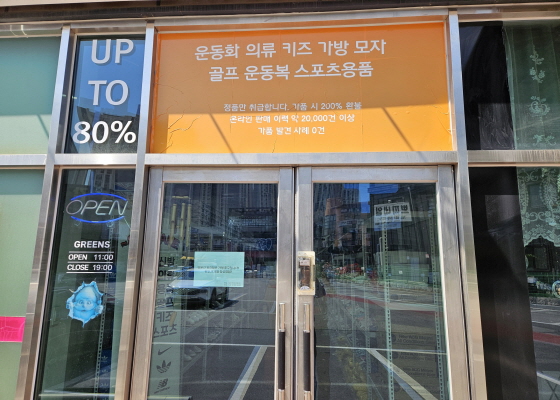 UP
TO
80%
운동화 의류 키즈 가방 모자
골프 운동복 스포츠용품
정품만 취급합니다. 가품 시 200% 환불
온라인 판매 이력 약 20,000건 이상
가품 발견 사례 0건
OPEN
GREENS
OPEN 11:00
CLOSE 19:00